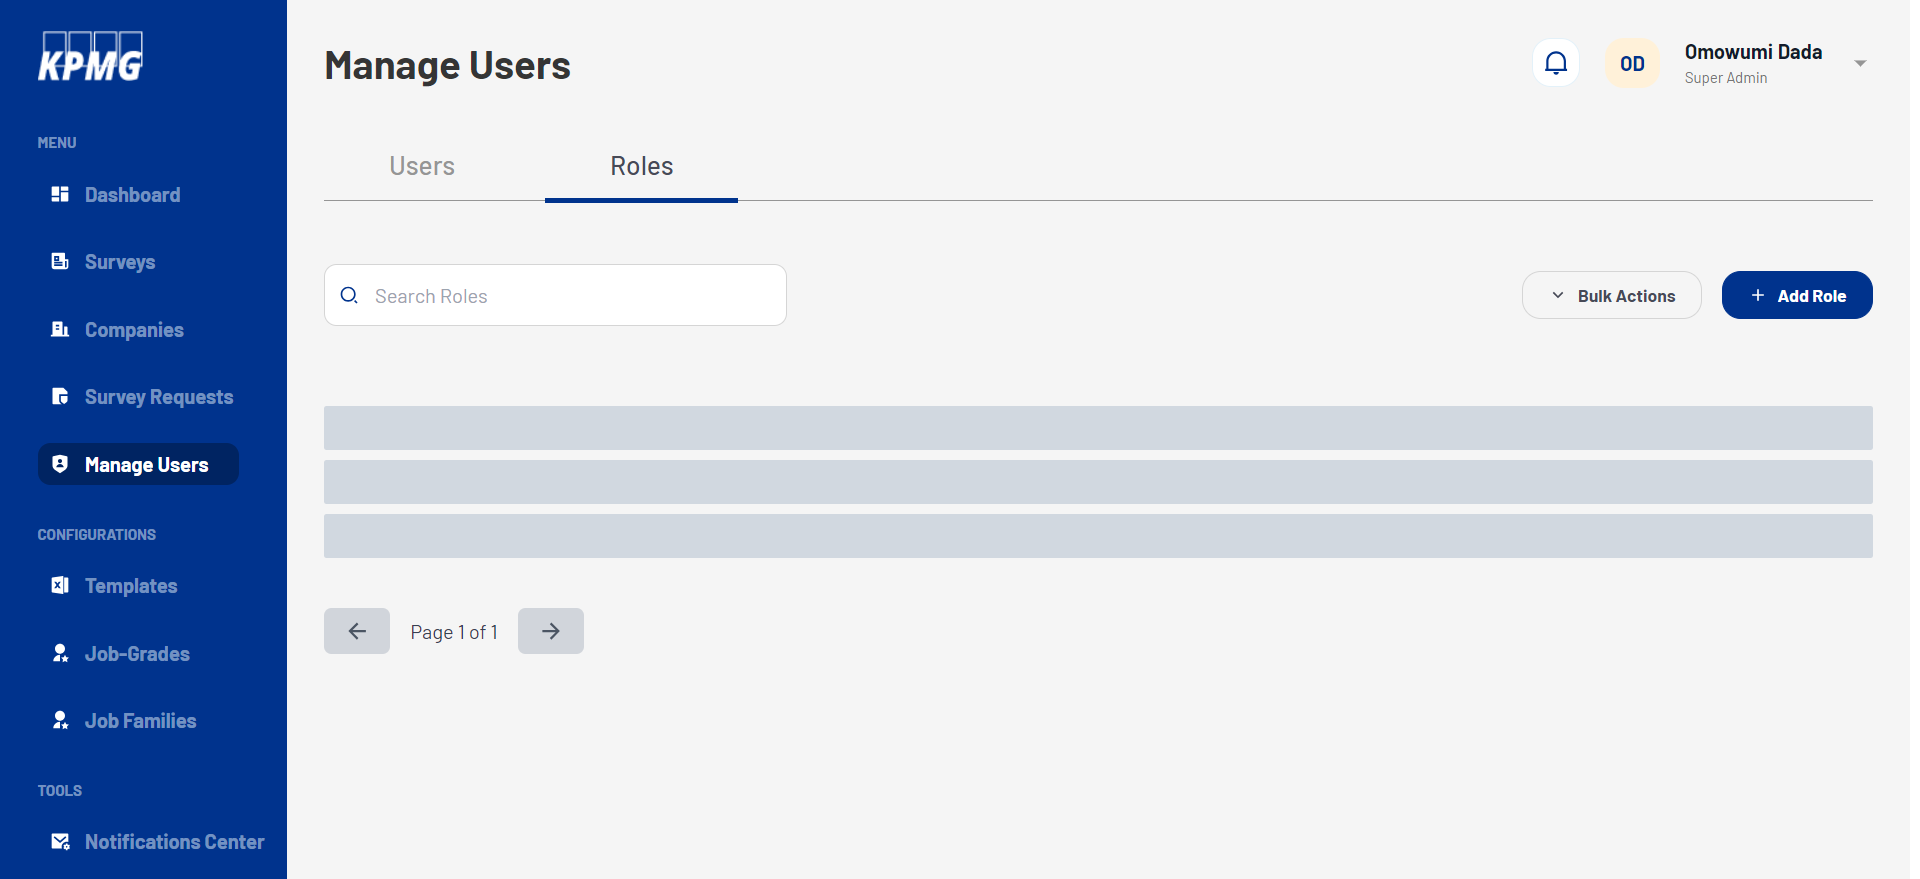 KPMG
MENU
Dashboard
Surveys
Companies
Survey Requests
Manage Users
CONFIGURATIONS
Templates
Job-Grades
Job Families
TOOLS
Notifications Center
Manage Users
OD
Omowumi Dada
Super Admin
Users
Roles
Search Roles
Bulk Actions
Add Role
Page 1 of 1